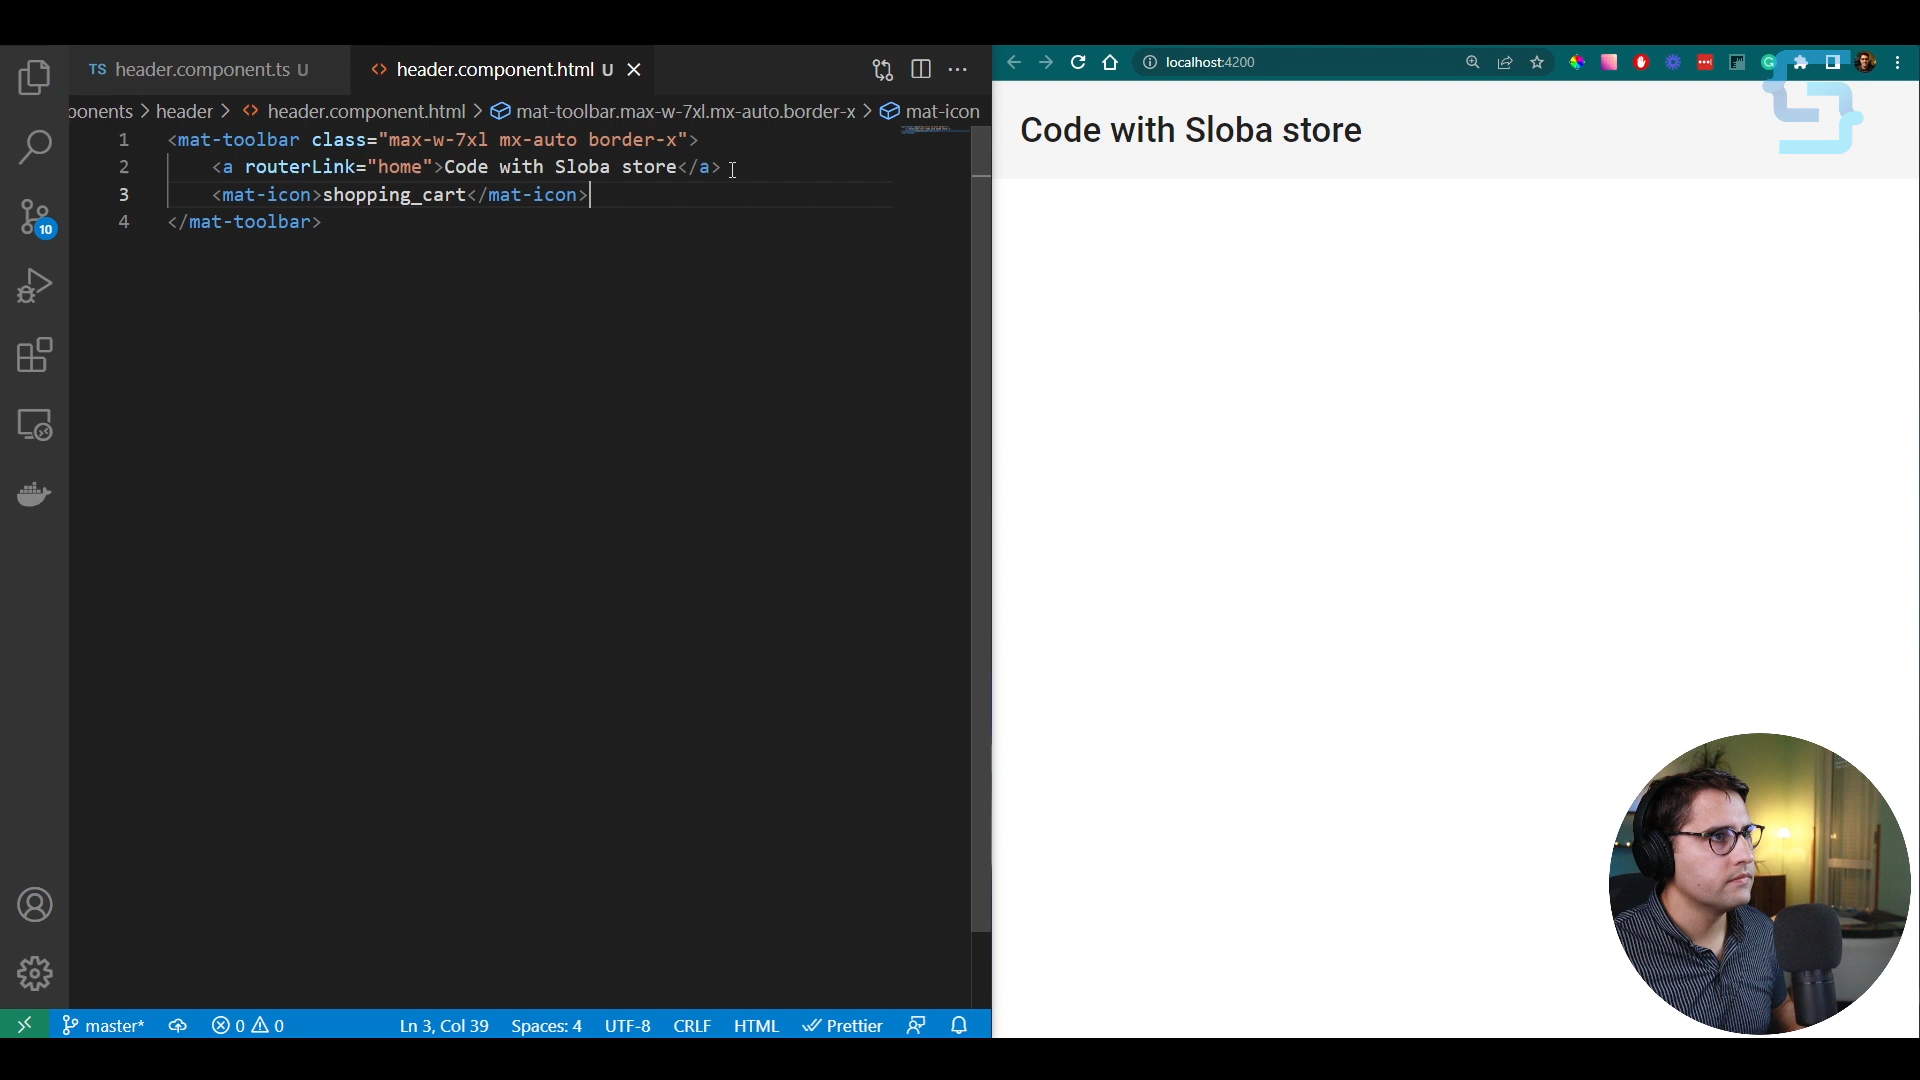 TS header.component.ts U
<> header.component.html U
ponents > header > <> header.component.html > mat-toolbar.max-w-7xl.mx-auto.border-x > mat-icon
1 <mat-toolbar class="max-w-7xl mx-auto border-x">
2 <a routerLink="home">Code with Sloba store</a>
3 <mat-icon>shopping_cart</mat-icon>
4 </mat-toolbar>
10
master* 0 0 Ln 3, Col 39 Spaces: 4 UTF-8 CRLF HTML Prettier
localhost:4200
Code with Sloba store